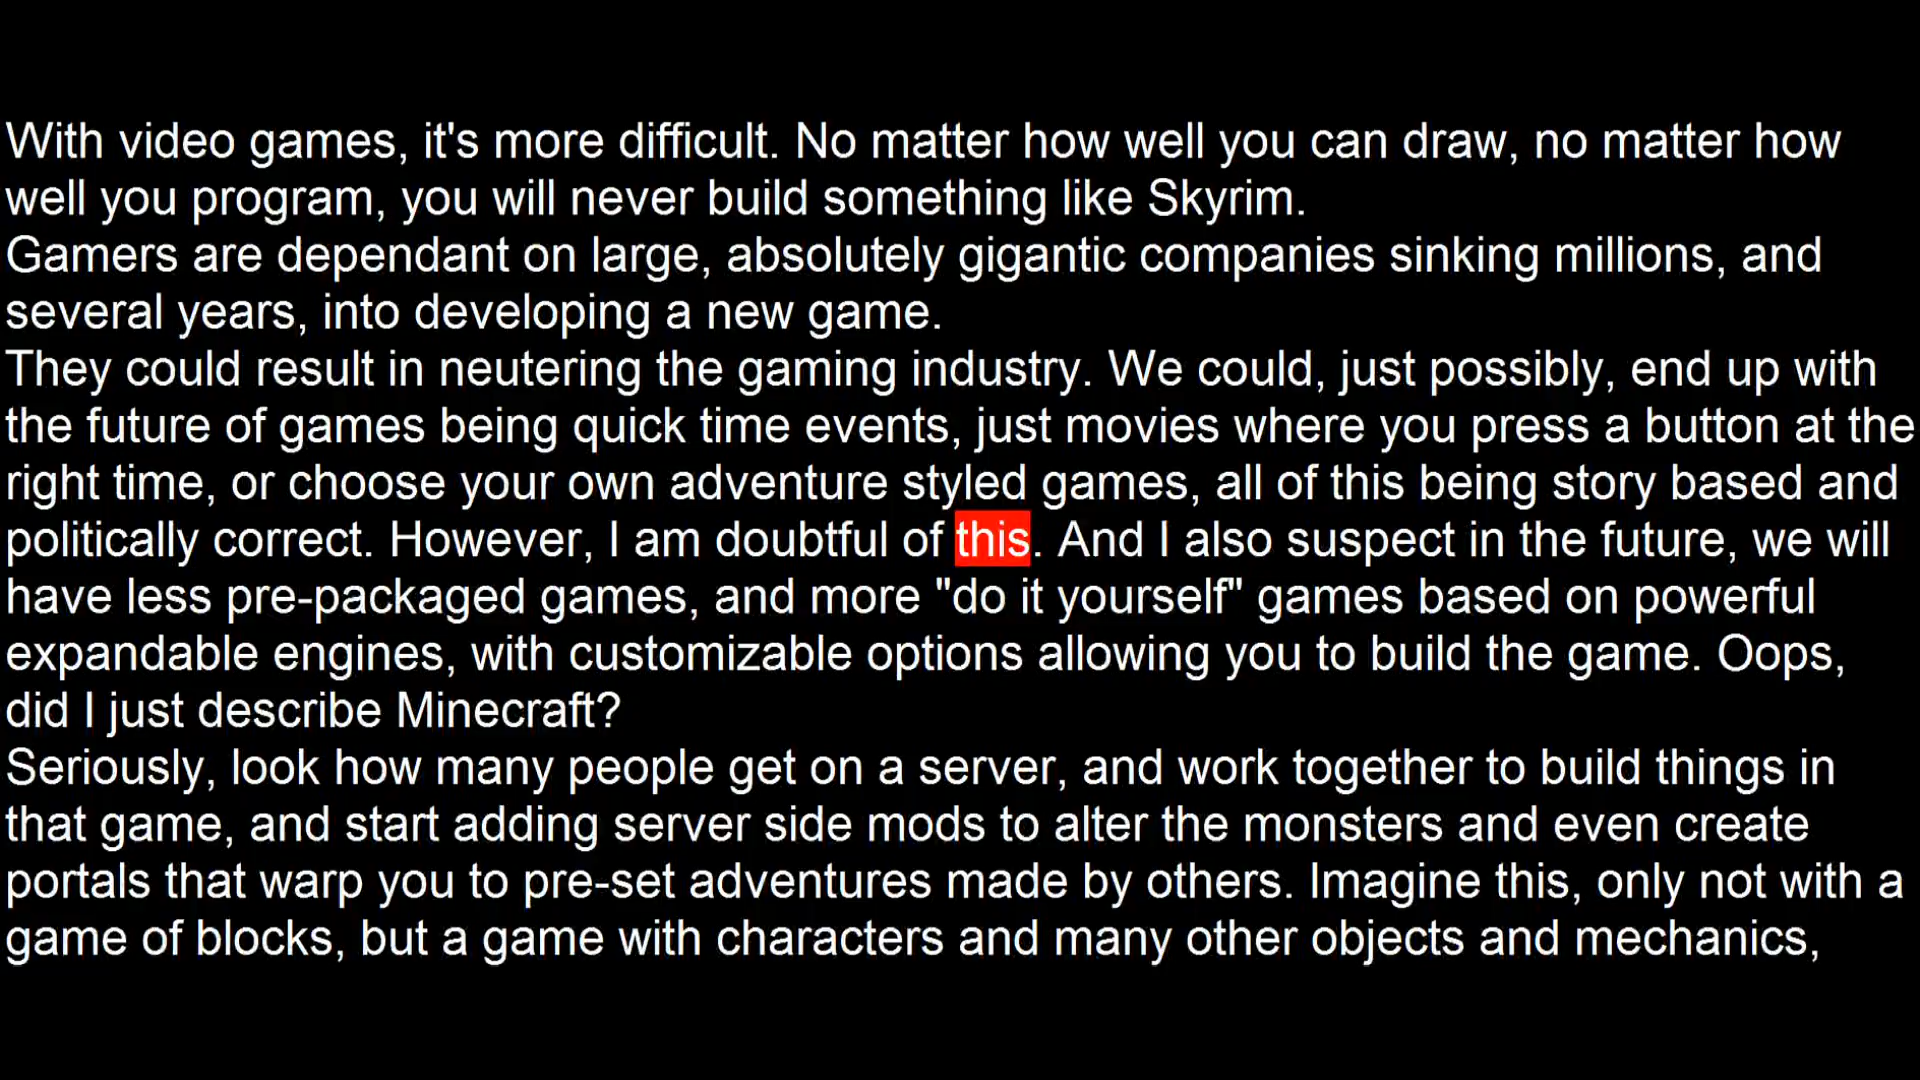 With video games, it's more difficult. No matter how well you can draw, no matter how
well you program, you will never build something like Skyrim.
Gamers are dependant on large, absolutely gigantic companies sinking millions, and
several years, into developing a new game.
They could result in neutering the gaming industry. We could, just possibly, end up with
the future of games being quick time events, just movies where you press a button at the
right time, or choose your own adventure styled games, all of this being story based and
politically correct. However, I am doubtful of this. And I also suspect in the future, we will
have less pre-packaged games, and more "do it yourself" games based on powerful
expandable engines, with customizable options allowing you to build the game. Oops,
did I just describe Minecraft?
Seriously, look how many people get on a server, and work together to build things in
that game, and start adding server side mods to alter the monsters and even create
portals that warp you to pre-set adventures made by others. Imagine this, only not with a
game of blocks, but a game with characters and many other objects and mechanics,